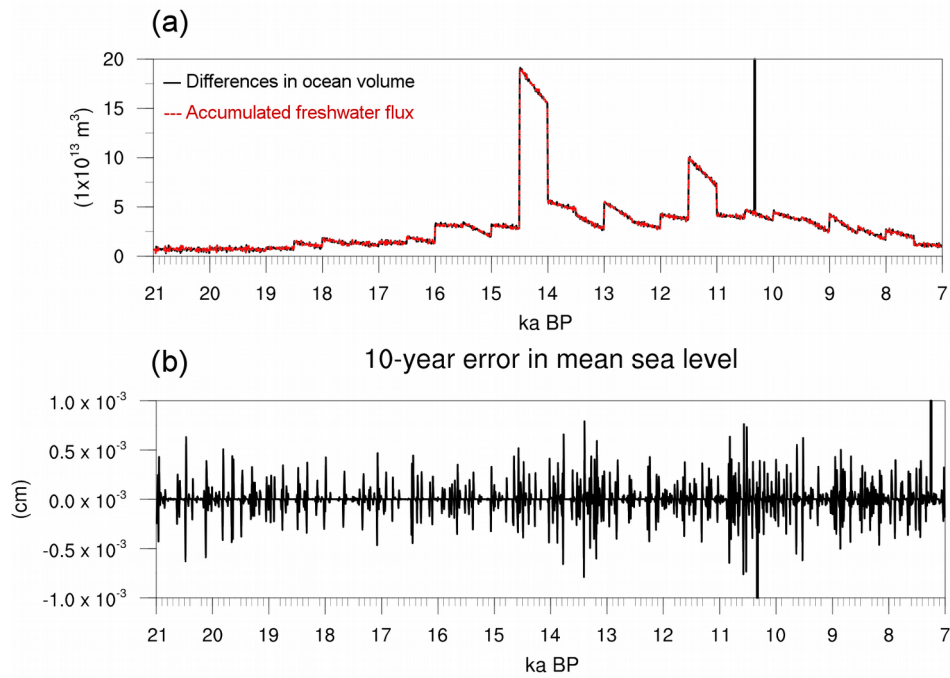 (a)
20
15
10
5
0
(1x10¹³ m³)
— Differences in ocean volume
--- Accumulated freshwater flux
21 20 19 18 17 16 15 14 13 12 11 10 9 8 7
ka BP
(b) 10-year error in mean sea level
1.0 x 10⁻³
0.5 x 10⁻³
0.0 x 10⁻³
-0.5 x 10⁻³
-1.0 x 10⁻³
(cm)
21 20 19 18 17 16 15 14 13 12 11 10 9 8 7
ka BP